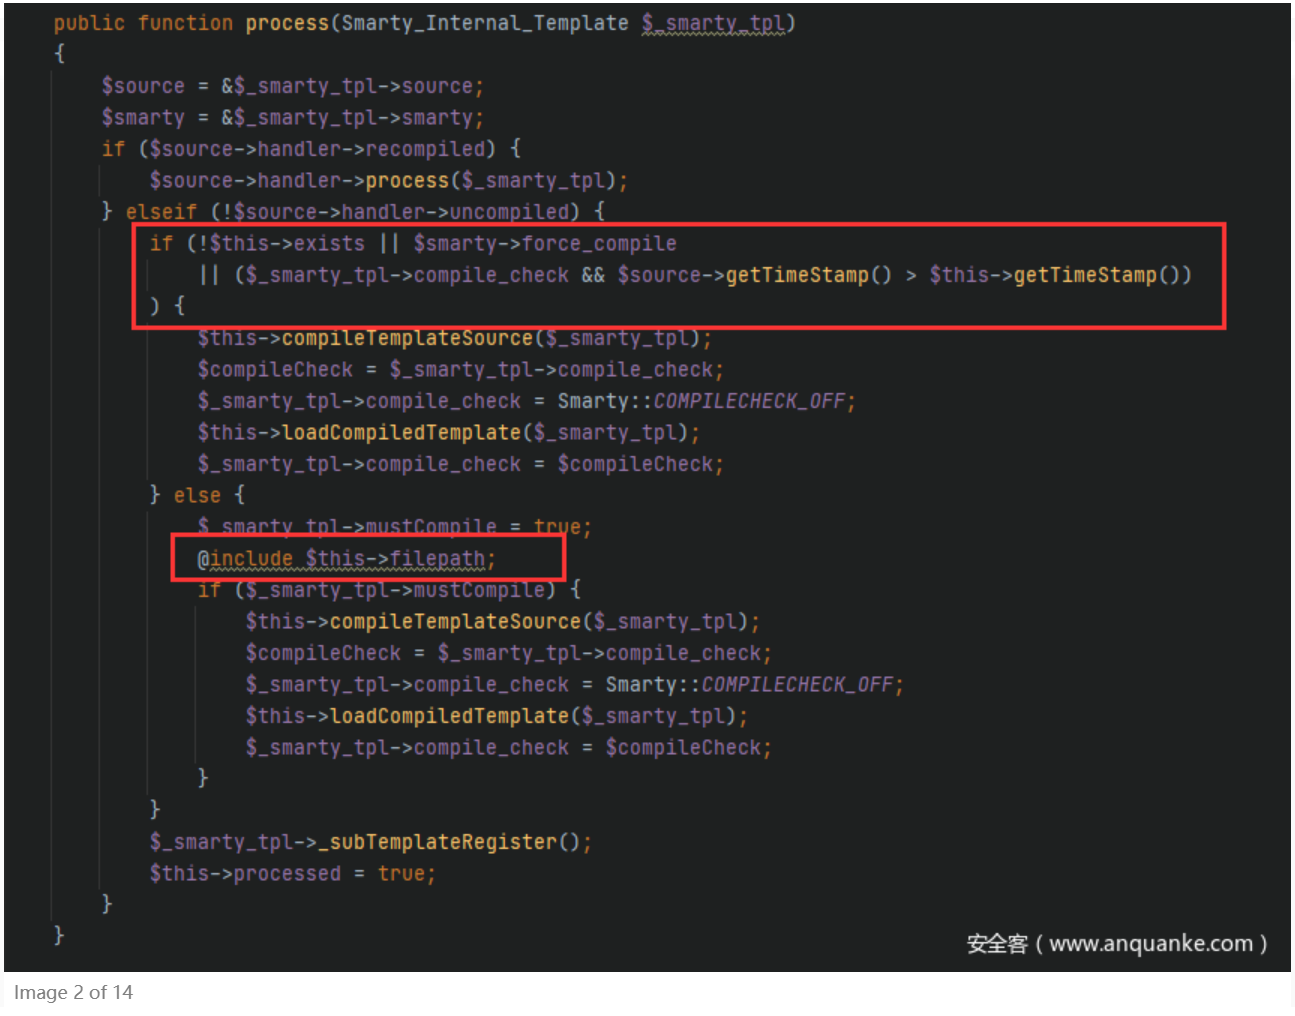 public function process(Smarty_Internal_Template $_smarty_tpl)
{
$source = &$_smarty_tpl->source;
$smarty = &$_smarty_tpl->smarty;
if ($source->handler->recompiled) {
$source->handler->process($_smarty_tpl);
} elseif (!$source->handler->uncompiled) {
if (!$this->exists || $smarty->force_compile
|| ($_smarty_tpl->compile_check && $source->getTimeStamp() > $this->getTimeStamp())
) {
$this->compileTemplateSource($_smarty_tpl);
$compileCheck = $_smarty_tpl->compile_check;
$_smarty_tpl->compile_check = Smarty::COMPILECHECK_OFF;
$this->loadCompiledTemplate($_smarty_tpl);
$_smarty_tpl->compile_check = $compileCheck;
} else {
$_smarty_tpl->mustCompile = true;
@include $this->filepath;
if ($_smarty_tpl->mustCompile) {
$this->compileTemplateSource($_smarty_tpl);
$compileCheck = $_smarty_tpl->compile_check;
$_smarty_tpl->compile_check = Smarty::COMPILECHECK_OFF;
$this->loadCompiledTemplate($_smarty_tpl);
$_smarty_tpl->compile_check = $compileCheck;
}
}
$_smarty_tpl->_subTemplateRegister();
$this->processed = true;
}
}
安全客（www.anquanke.com）
Image 2 of 14